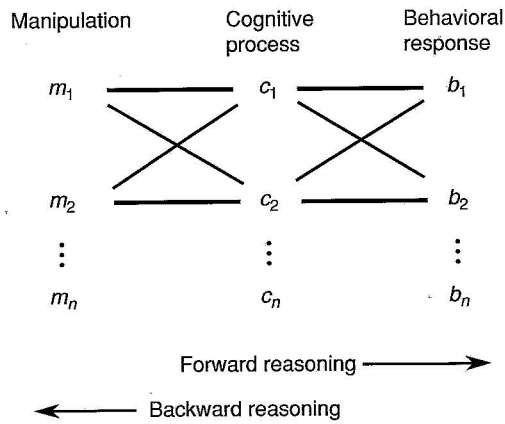 Manipulation Cognitive process Behavioral response
m₁ c₁ b₁
m₂ c₂ b₂
⋮ ⋮ ⋮
mₙ cₙ bₙ
Forward reasoning
Backward reasoning